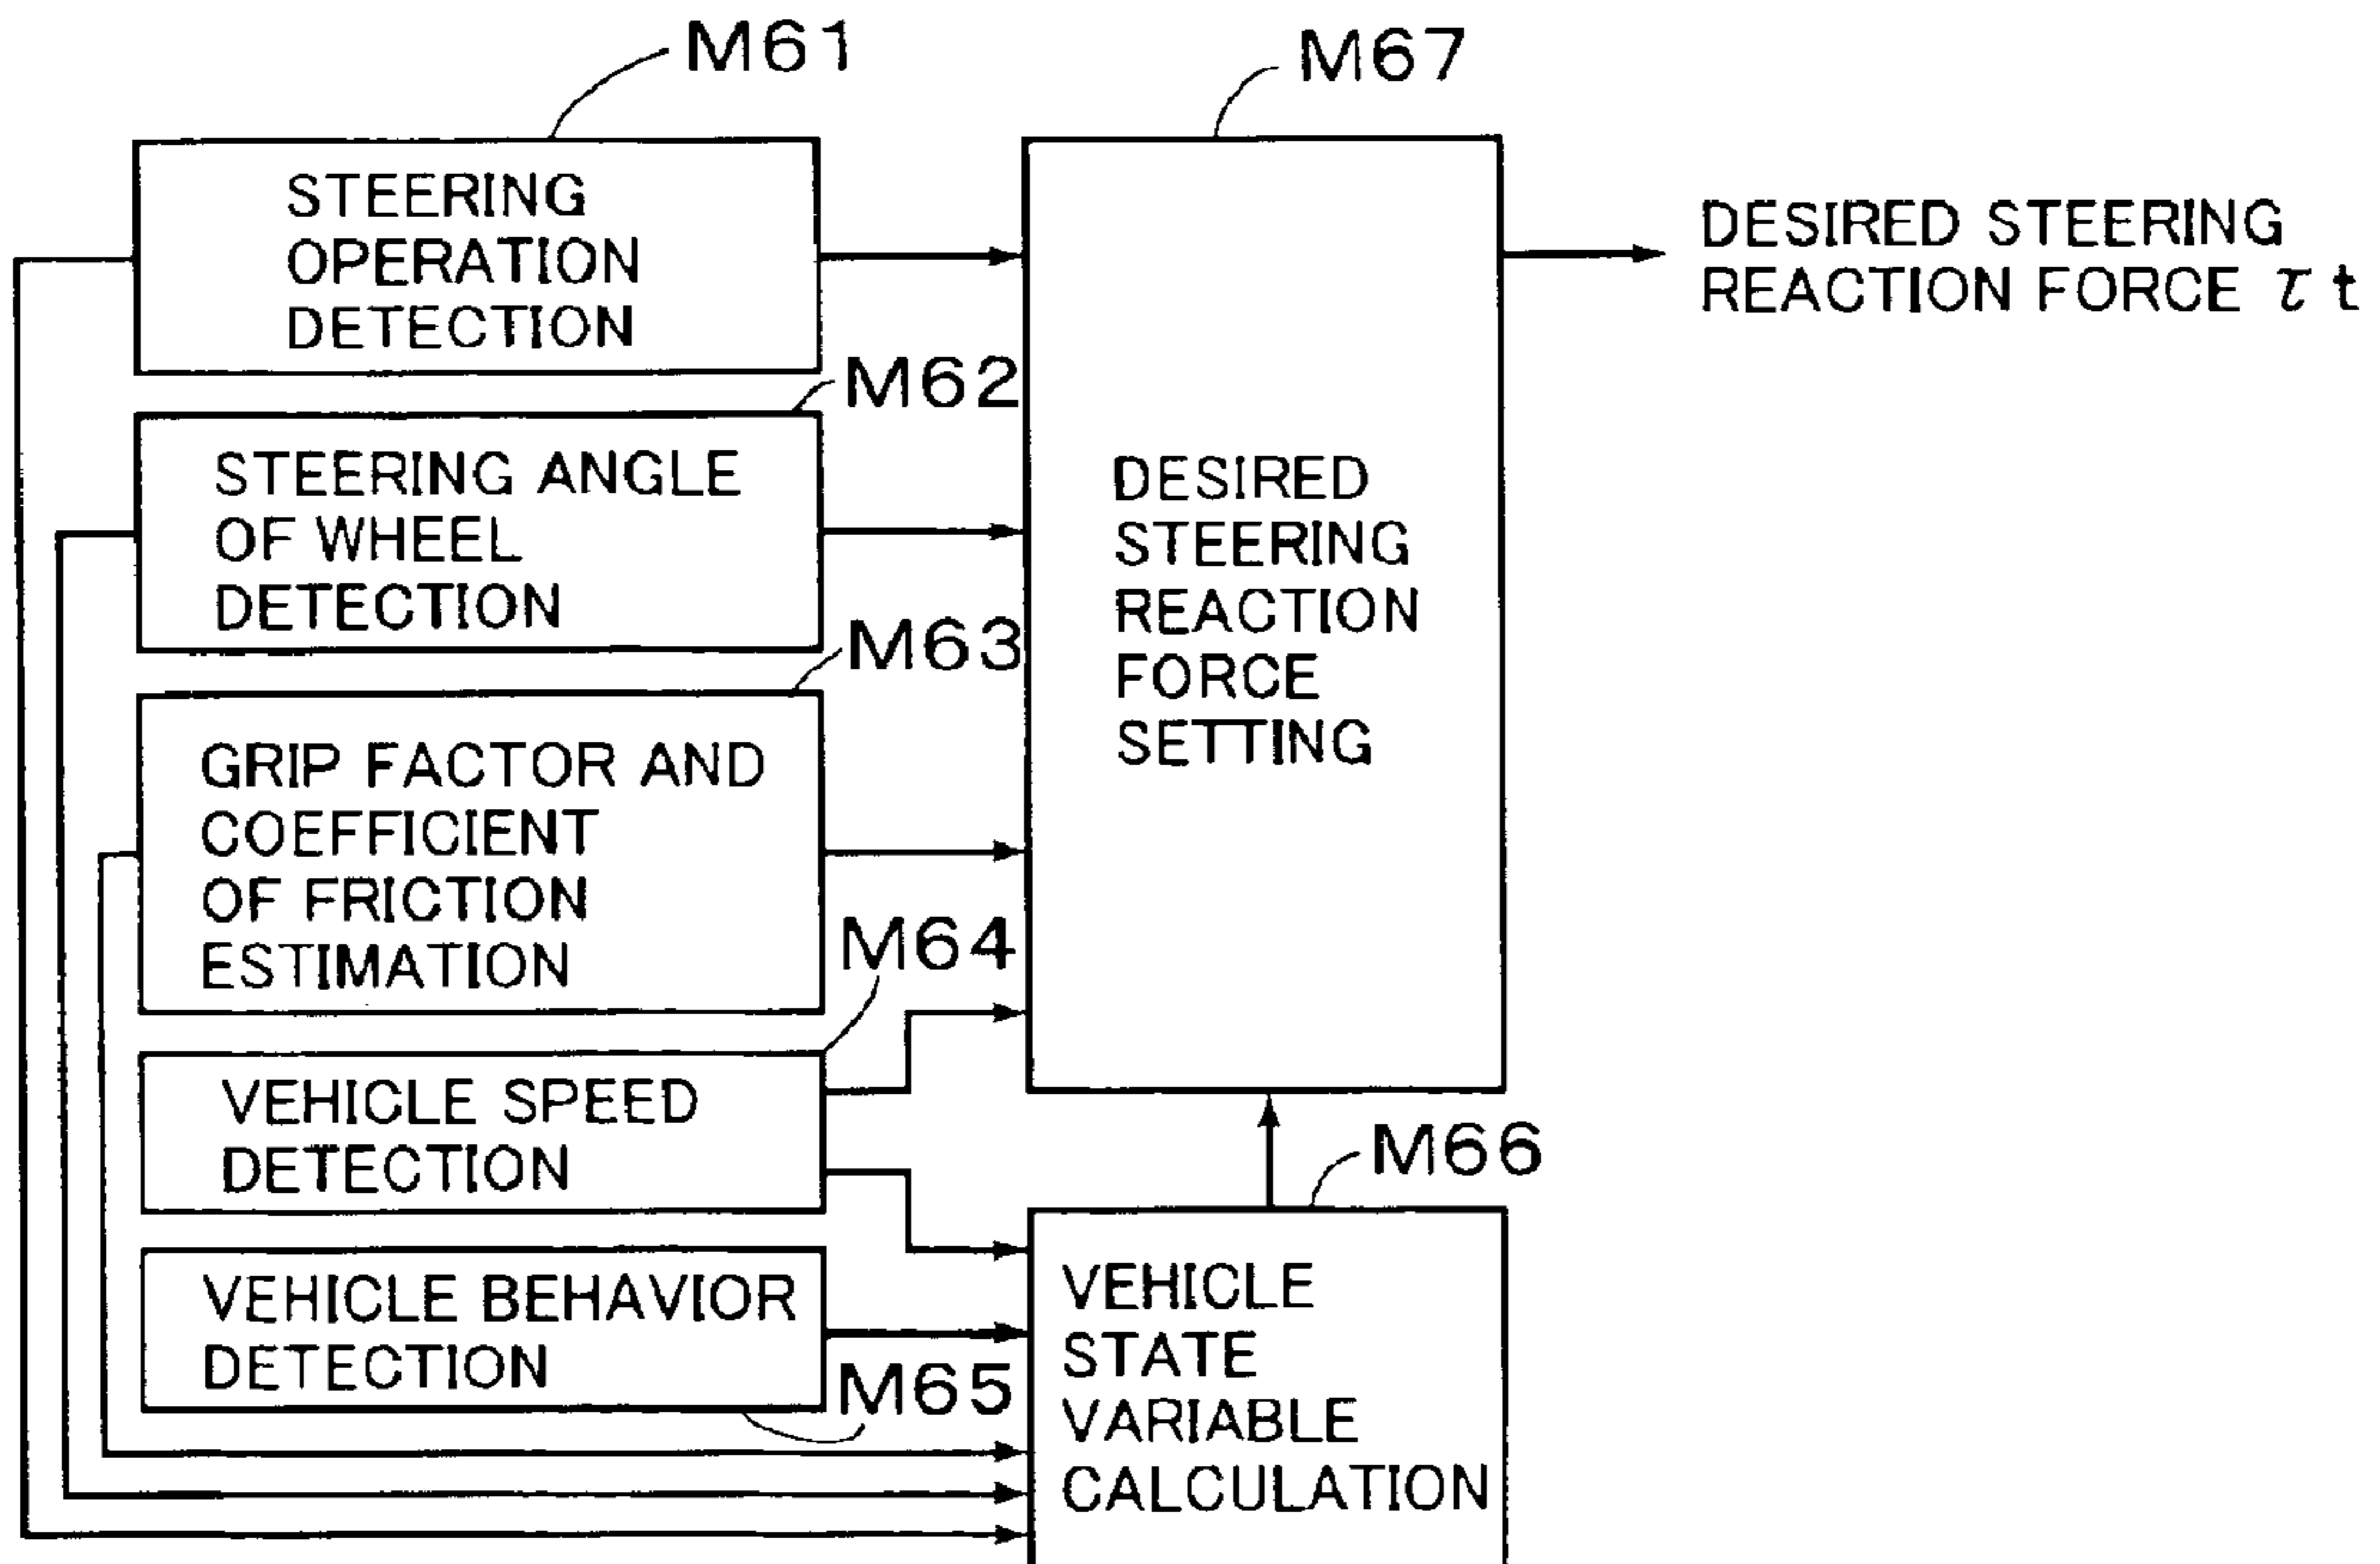 M61
STEERING
OPERATION
DETECTION
M62
STEERING ANGLE
OF WHEEL
DETECTION
M63
GRIP FACTOR AND
COEFFICIENT
OF FRICTION
ESTIMATION
M64
VEHICLE SPEED
DETECTION
VEHICLE BEHAVIOR
DETECTION
M65
M67
DESIRED
STEERING
REACTION
FORCE
SETTING
M66
VEHICLE
STATE
VARIABLE
CALCULATION
DESIRED STEERING
REACTION FORCE τ t